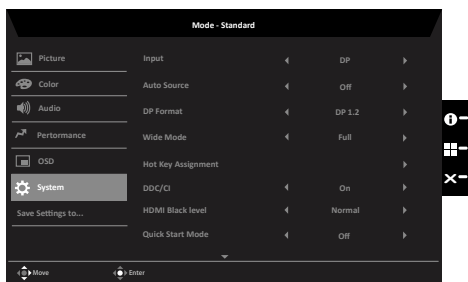 Mode - Standard
Picture
Input DP
Color
Auto Source Off
Audio
DP Format DP 1.2
Pertormance
Wide Mode Full
OSD
Hot Key Assignment
System
DDC/CI On
Save Settings to...
HDMI Black level Normal
Quick Start Mode Off
Move Enter